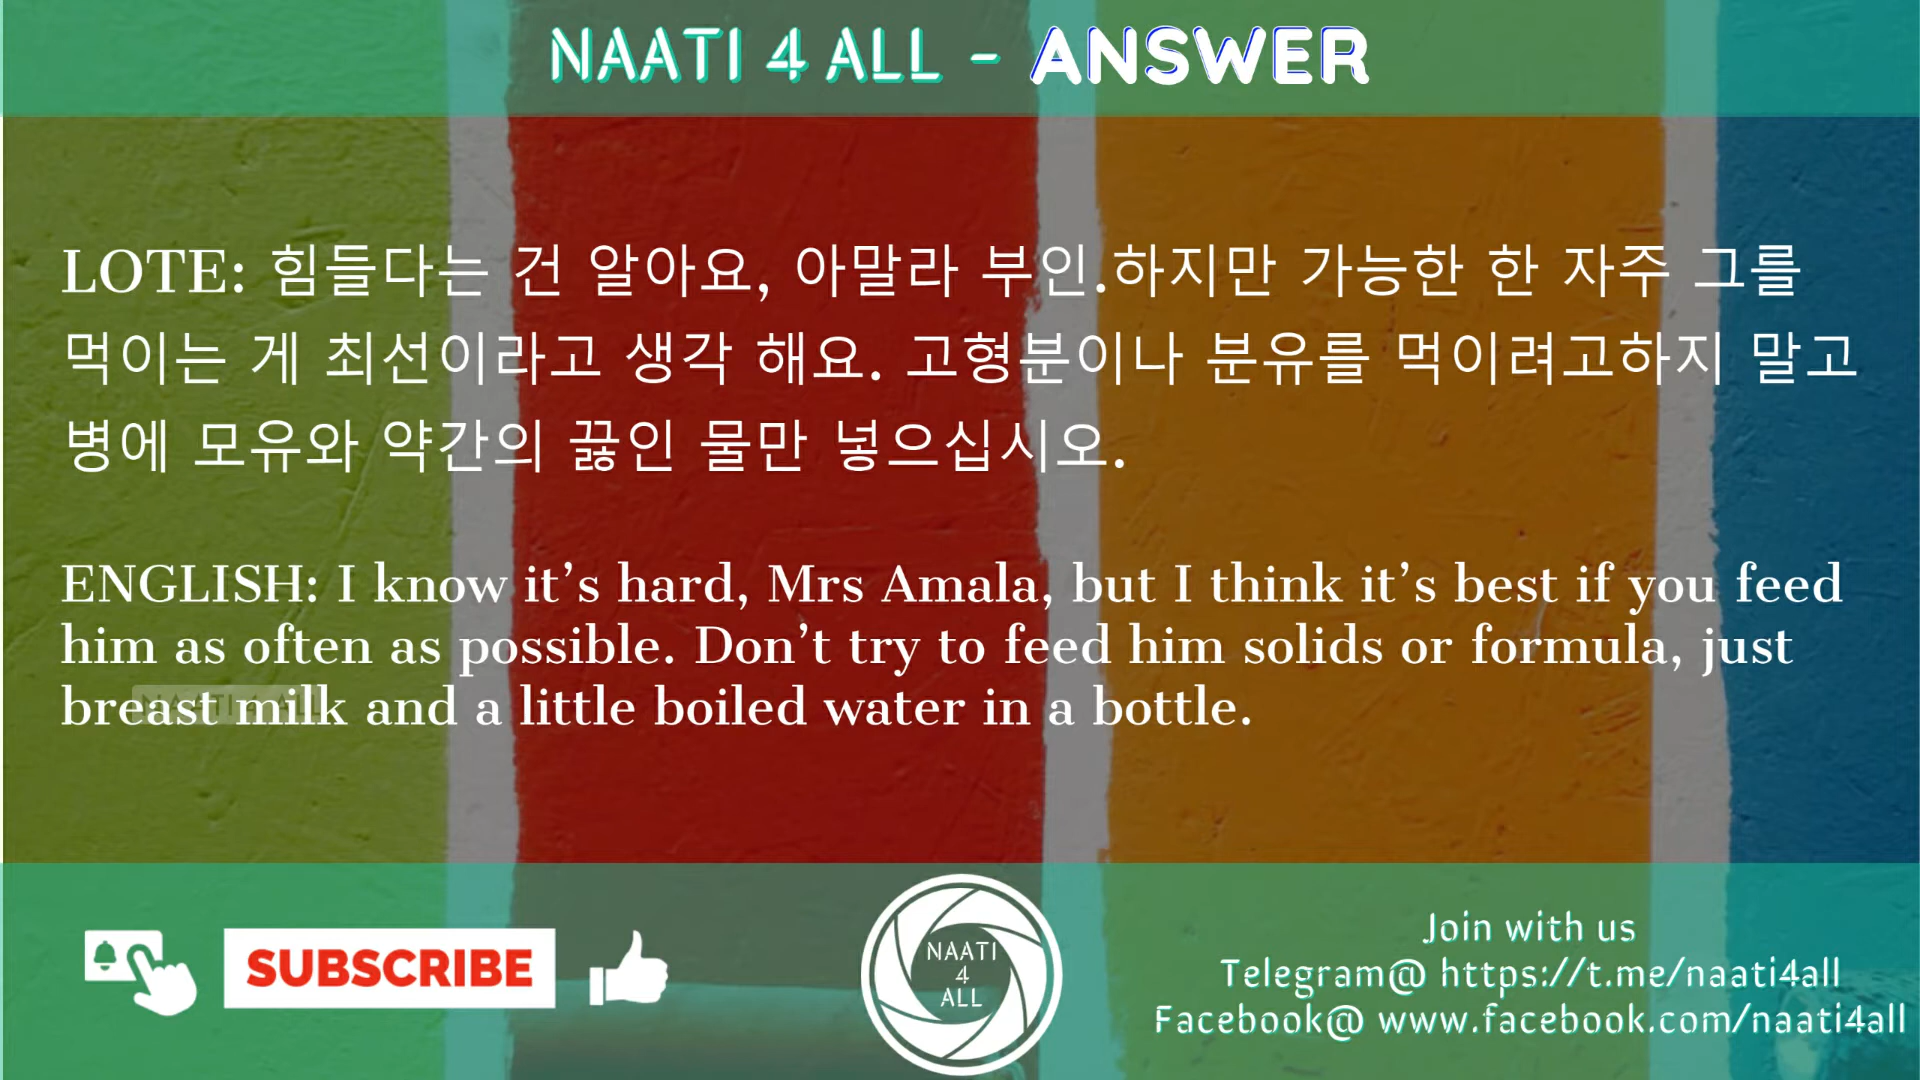 NAATI 4 ALL - ANSWER
LOTE: 힘들다는 건 알아요, 아말라 부인.하지만 가능한 한 자주 그를
먹이는 게 최선이라고 생각 해요. 고형분이나 분유를 먹이려고하지 말고
병에 모유와 약간의 끓인 물만 넣으십시오.
ENGLISH: I know it’s hard, Mrs Amala, but I think it’s best if you feed
him as often as possible. Don’t try to feed him solids or formula, just
breast milk and a little boiled water in a bottle.
NAATI 4 ALL
SUBSCRIBE
NAATI
4
ALL
Join with us
Telegram@ https://t.me/naati4all
Facebook@ www.facebook.com/naati4all